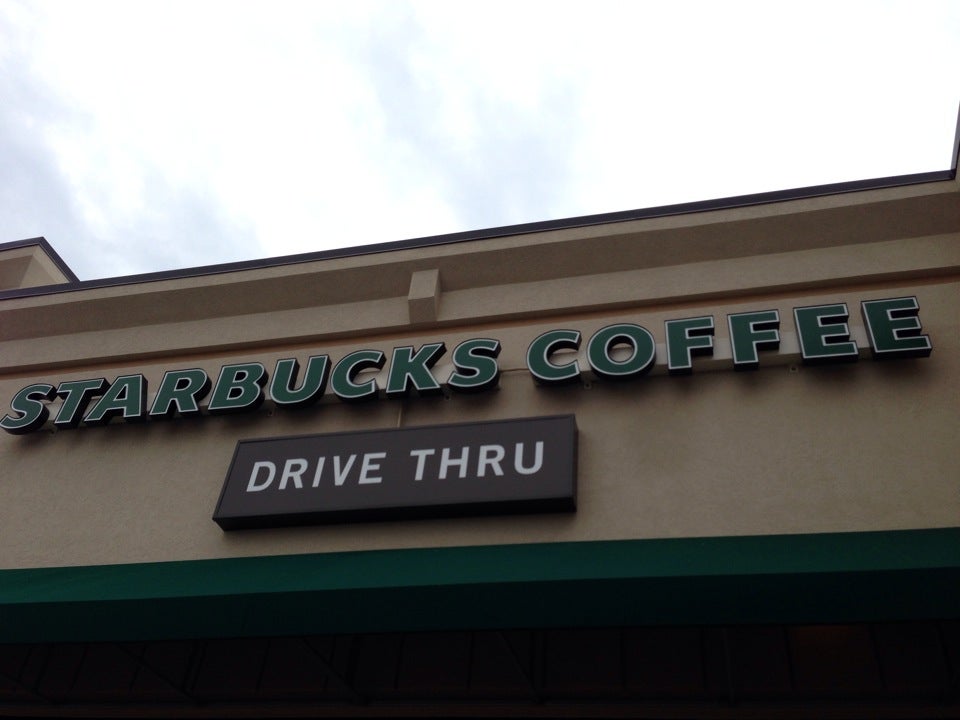 STARBUCKS COFFEE
DRIVE THRU